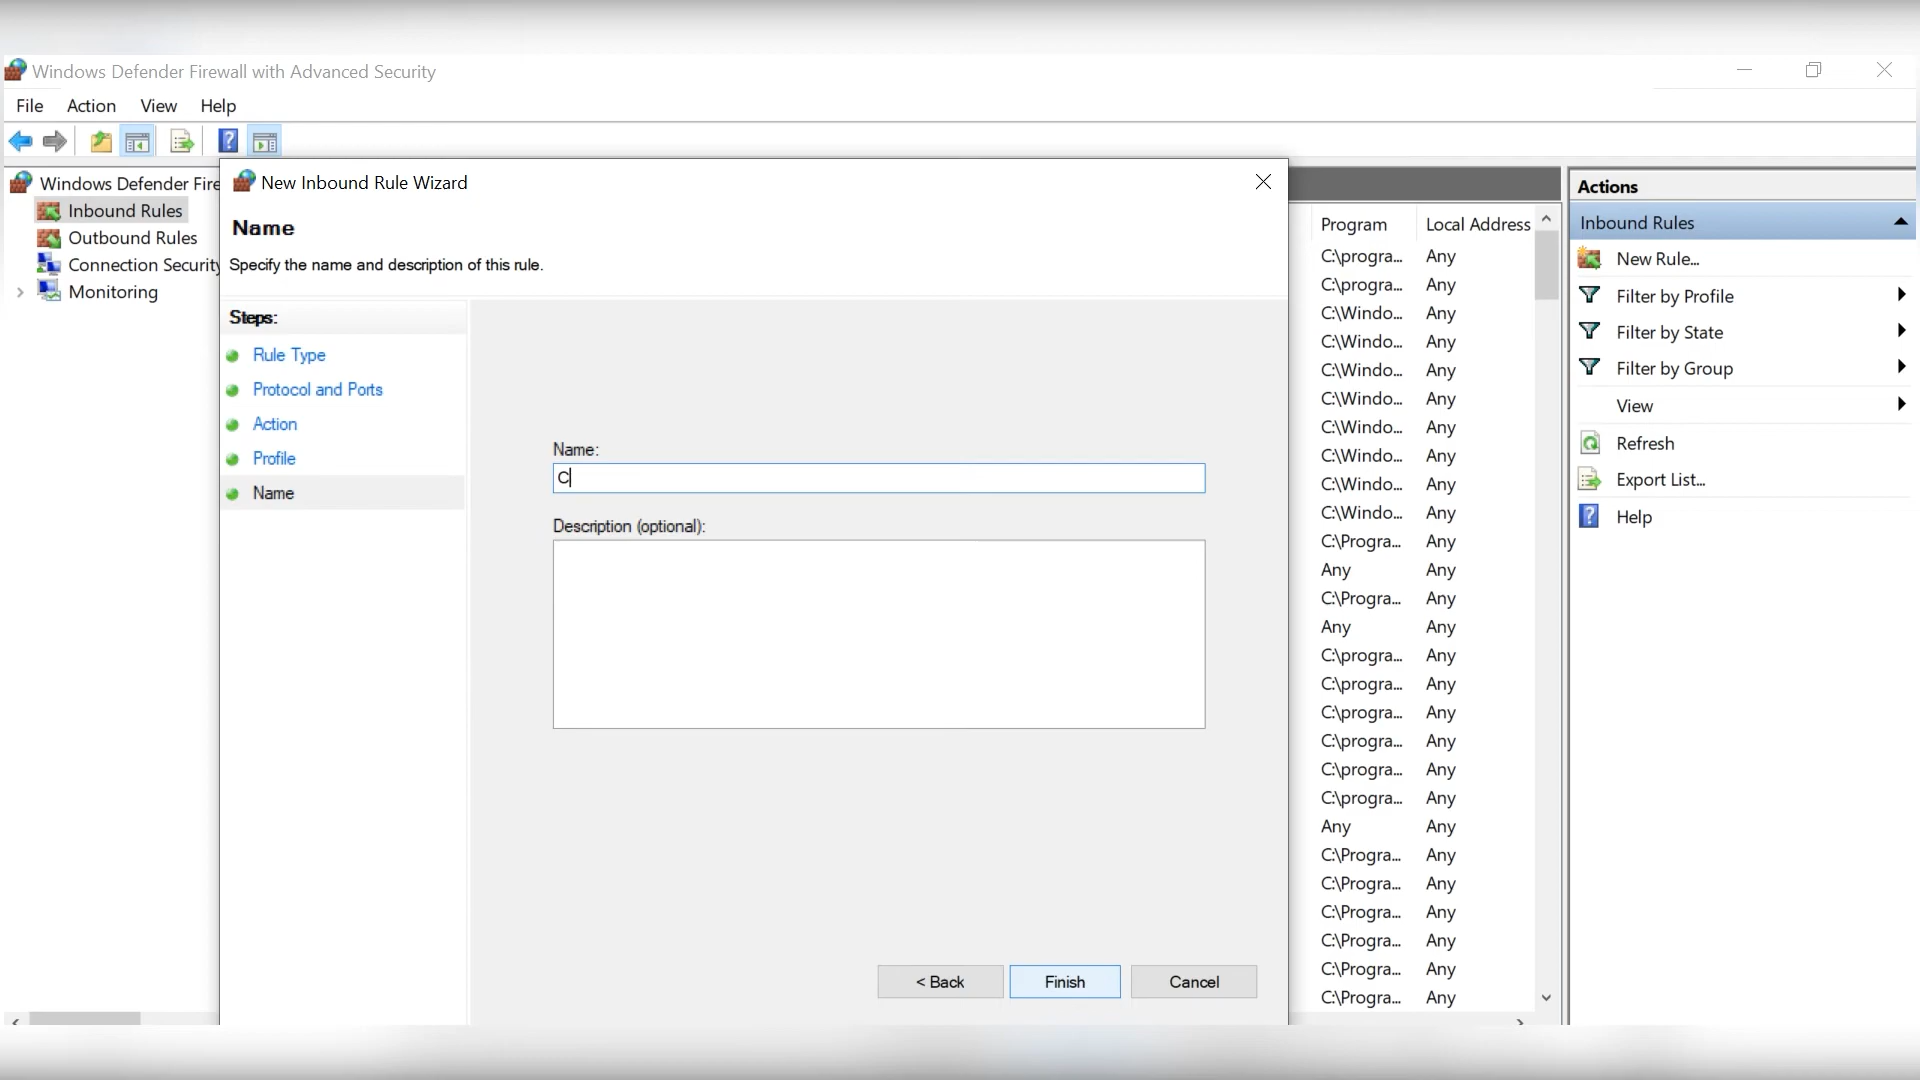 Windows Defender Firewall with Advanced Security
File Action View Help
Windows Defender Fire
Inbound Rules
Outbound Rules
Connection Security
Monitoring
New Inbound Rule Wizard
Name
Specify the name and description of this rule.
Steps:
Rule Type
Protocol and Ports
Action
Profile
Name
Name:
C
Description (optional):
< Back Finish Cancel
Program Local Address
C:\progra... Any
C:\progra... Any
C:\Windo... Any
C:\Windo... Any
C:\Windo... Any
C:\Windo... Any
C:\Windo... Any
C:\Windo... Any
C:\Windo... Any
C:\Windo... Any
C:\Progra... Any
Any Any
C:\Progra... Any
Any Any
C:\progra... Any
C:\progra... Any
C:\progra... Any
C:\progra... Any
C:\progra... Any
C:\progra... Any
Any Any
C:\Progra... Any
C:\Progra... Any
C:\Progra... Any
C:\Progra... Any
C:\Progra... Any
C:\Progra... Any
Actions
Inbound Rules
New Rule...
Filter by Profile
Filter by State
Filter by Group
View
Refresh
Export List...
Help